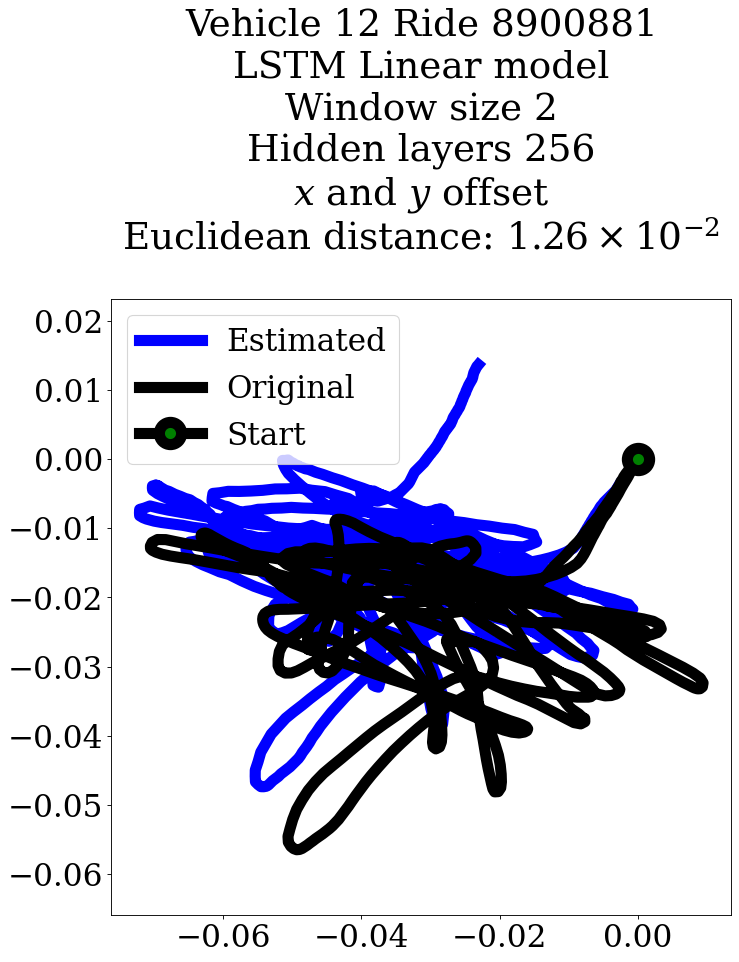 Vehicle 12 Ride 8900881
LSTM Linear model
Window size 2
Hidden layers 256
x and y offset
Euclidean distance: 1.26 × 10⁻²
Estimated
Original
Start
0.02
0.01
0.00
−0.01
−0.02
−0.03
−0.04
−0.05
−0.06
−0.06 −0.04 −0.02 0.00